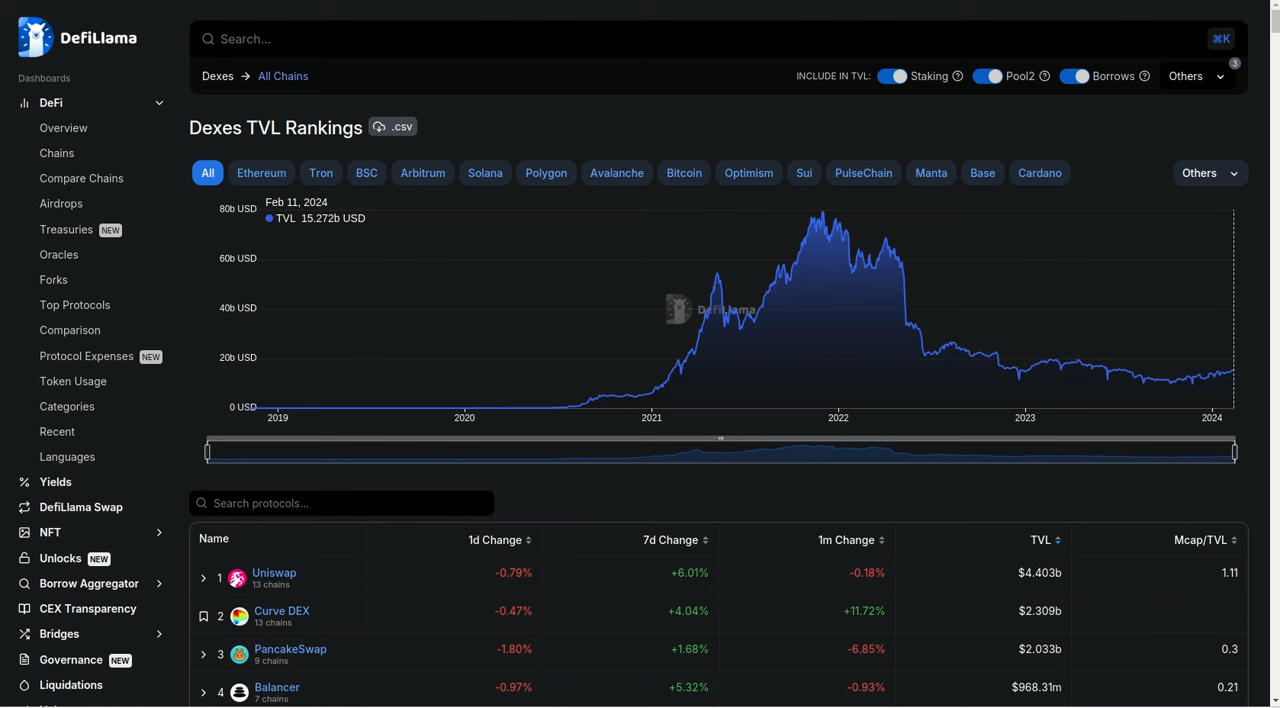 DefiLlama
Search...
⌘K
Dashboards
Dexes → All Chains
INCLUDE IN TVL: Staking Pool2 Borrows Others 3
DeFi
Overview
Chains
Compare Chains
Airdrops
Treasuries NEW
Oracles
Forks
Top Protocols
Comparison
Protocol Expenses NEW
Token Usage
Categories
Recent
Languages
Yields
DefiLlama Swap
NFT
Unlocks NEW
Borrow Aggregator
CEX Transparency
Bridges
Governance NEW
Liquidations
Dexes TVL Rankings .csv
All Ethereum Tron BSC Arbitrum Solana Polygon Avalanche Bitcoin Optimism Sui PulseChain Manta Base Cardano Others
Feb 11, 2024
TVL 15.272b USD
80b USD
60b USD
40b USD
20b USD
0 USD
DefiLlama
2019 2020 2021 2022 2023 2024
Search protocols...
Name 1d Change 7d Change 1m Change TVL Mcap/TVL
1 Uniswap -0.79% +6.01% -0.18% $4.403b 1.11
13 chains
2 Curve DEX -0.47% +4.04% +11.72% $2.309b
13 chains
3 PancakeSwap -1.80% +1.68% -6.85% $2.033b 0.3
9 chains
4 Balancer -0.97% +5.32% -0.93% $968.31m 0.21
7 chains